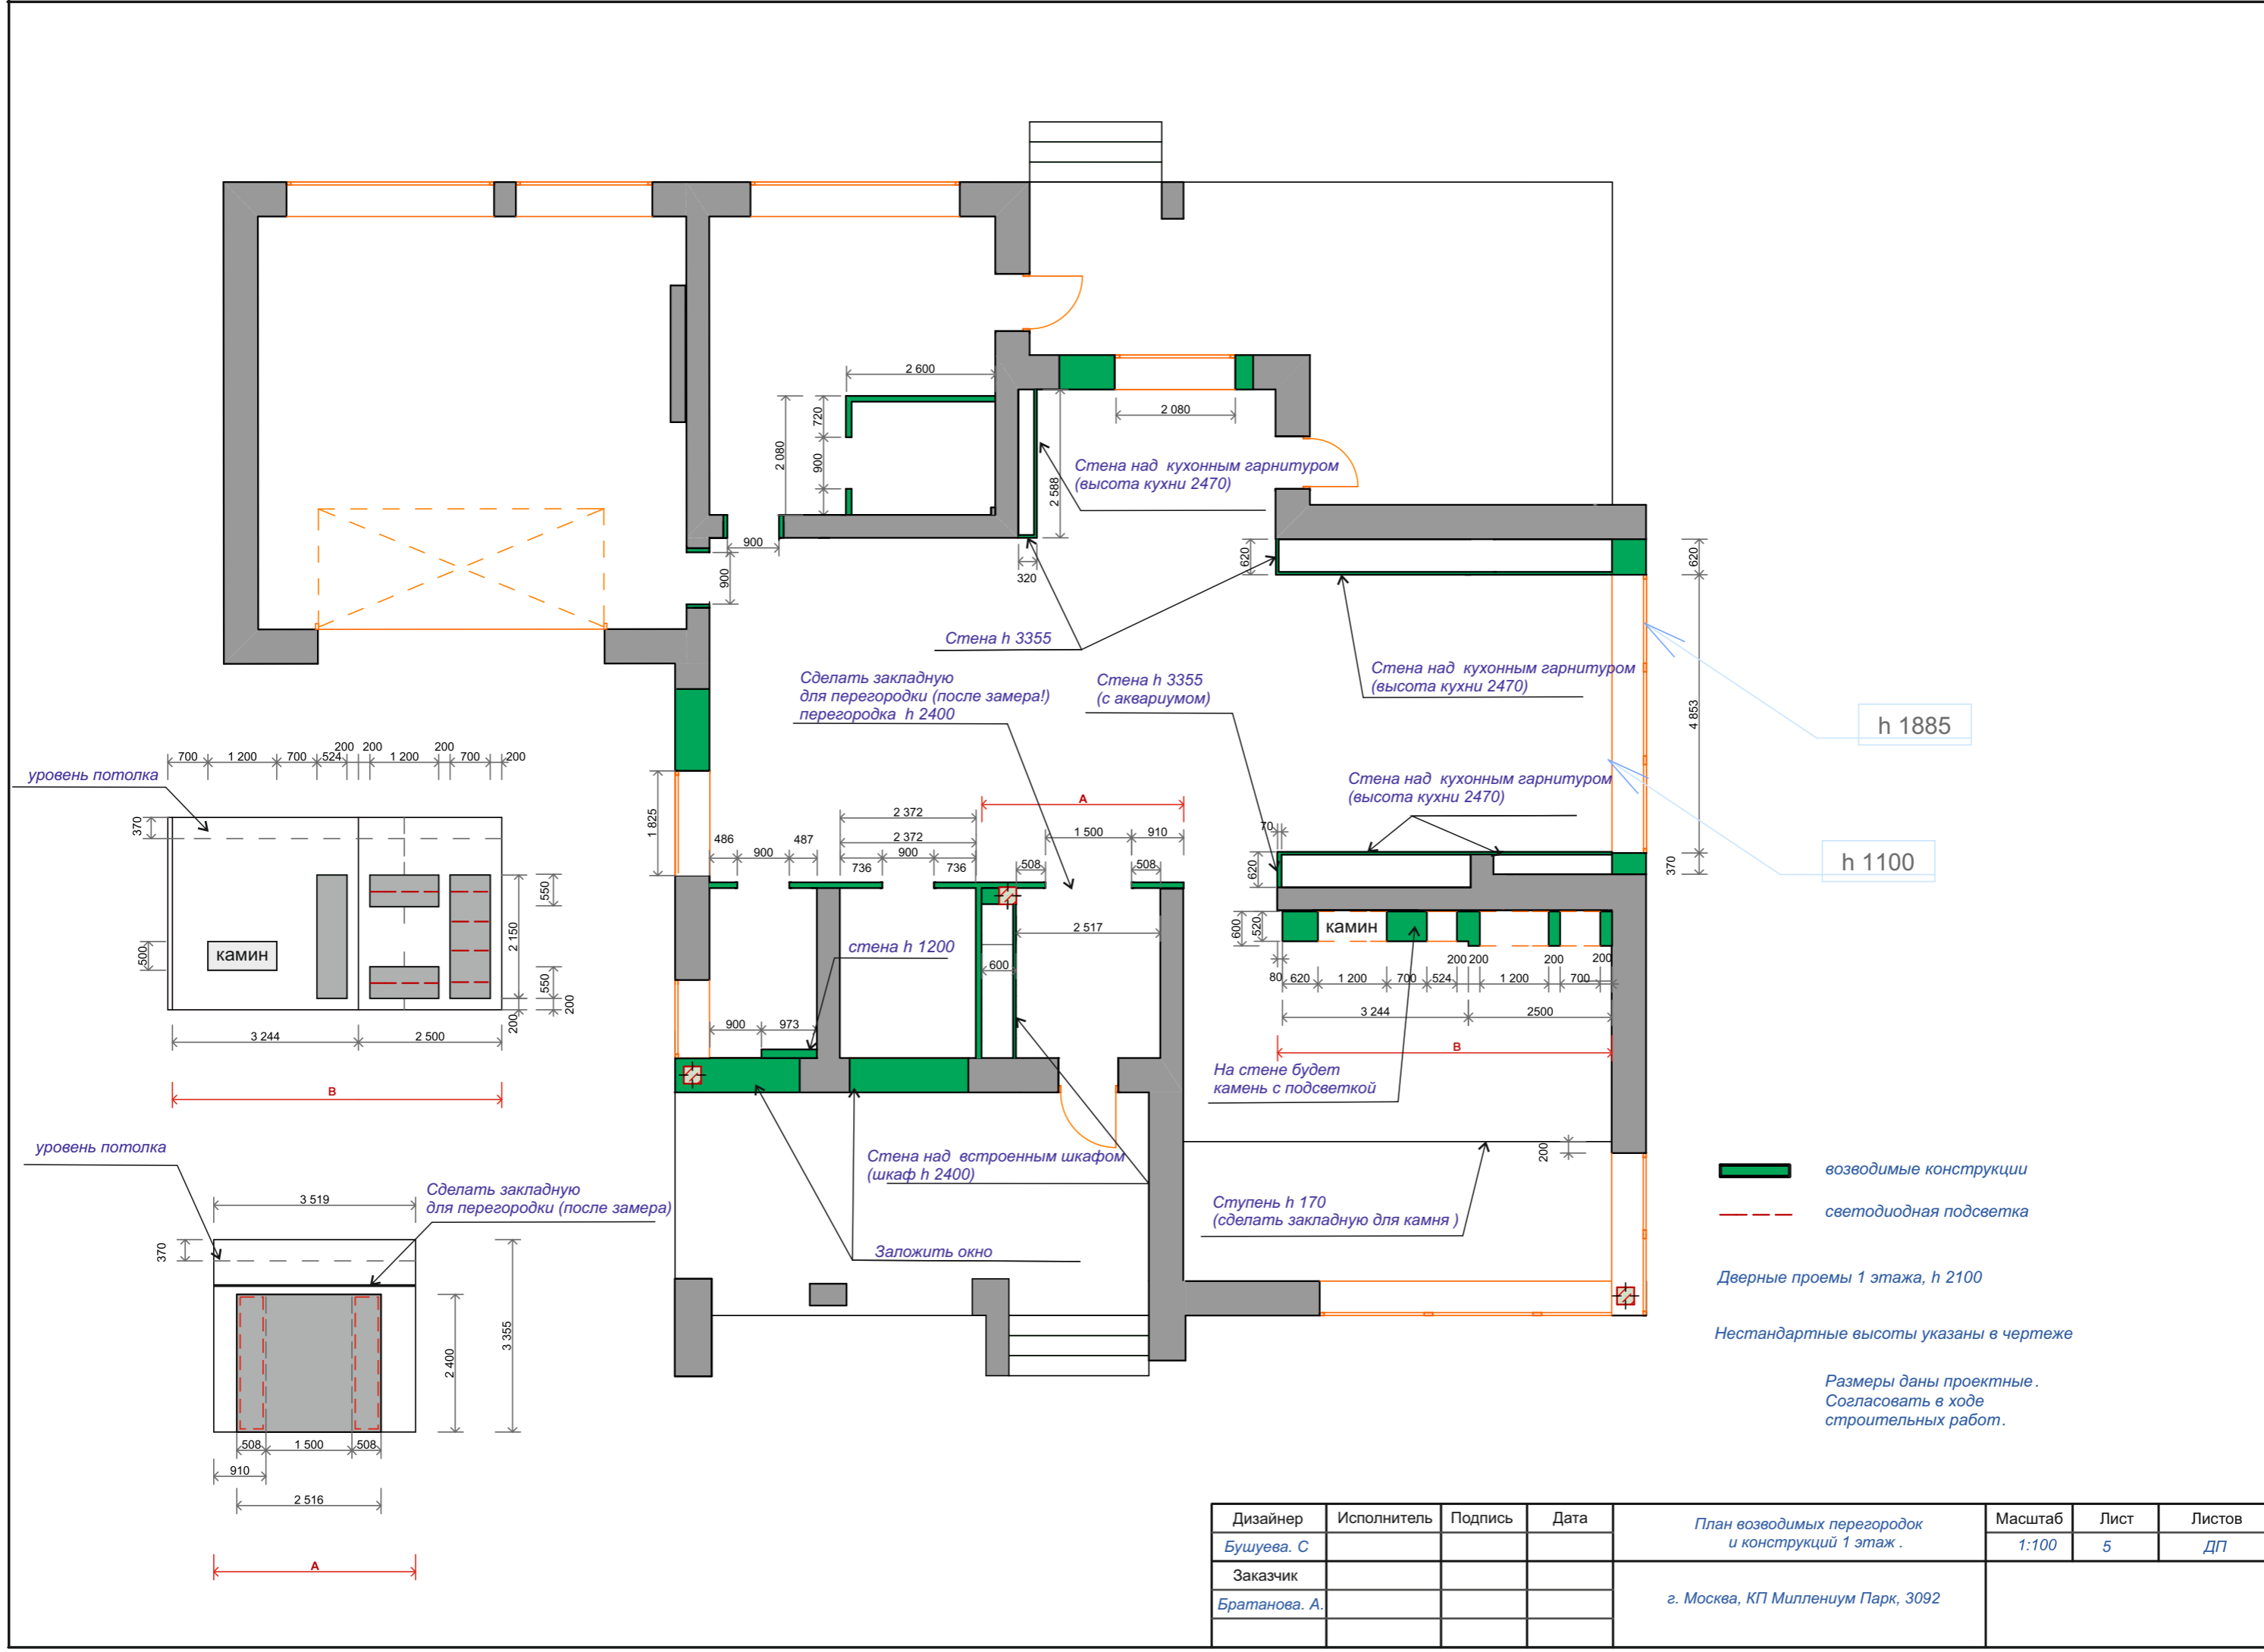 2 600
720
2 080
900
2 080
2 588
Стена над кухонным гарнитуром
(высота кухни 2470)
900
900
320
620
620
Стена h 3355
Стена над кухонным гарнитуром
(высота кухни 2470)
Сделать закладную
для перегородки (после замера!)
перегородка h 2400
Стена h 3355
(с аквариумом)
4 853
h 1885
h 1100
Стена над кухонным гарнитуром
(высота кухни 2470)
370
уровень потолка
700
1 200
700
524
200
200
1 200
200
700
200
370
камин
500
550
2 150
550
200
200
3 244
2 500
В
1 825
486
900
487
2 372
2 372
736
900
736
А
1 500
910
508
508
70
620
2 517
600
стена h 1200
900
973
600
520
камин
80
620
1 200
700
524
200
200
1 200
200
700
200
3 244
2500
В
На стене будет
камень с подсветкой
200
Стена над встроенным шкафом
(шкаф h 2400)
Заложить окно
Ступень h 170
(сделать закладную для камня )
уровень потолка
3 519
Сделать закладную
для перегородки (после замера)
370
2 400
3 355
508
1 500
508
910
2 516
А
возводимые конструкции
светодиодная подсветка
Дверные проемы 1 этажа, h 2100
Нестандартные высоты указаны в чертеже
Размеры даны проектные.
Согласовать в ходе
строительных работ.
Дизайнер
Исполнитель
Подпись
Дата
План возводимых перегородок
и конструкций 1 этаж .
Масштаб
Лист
Листов
Бушуева. С
1:100
5
ДП
Заказчик
Братанова. А.
г. Москва, КП Миллениум Парк, 3092